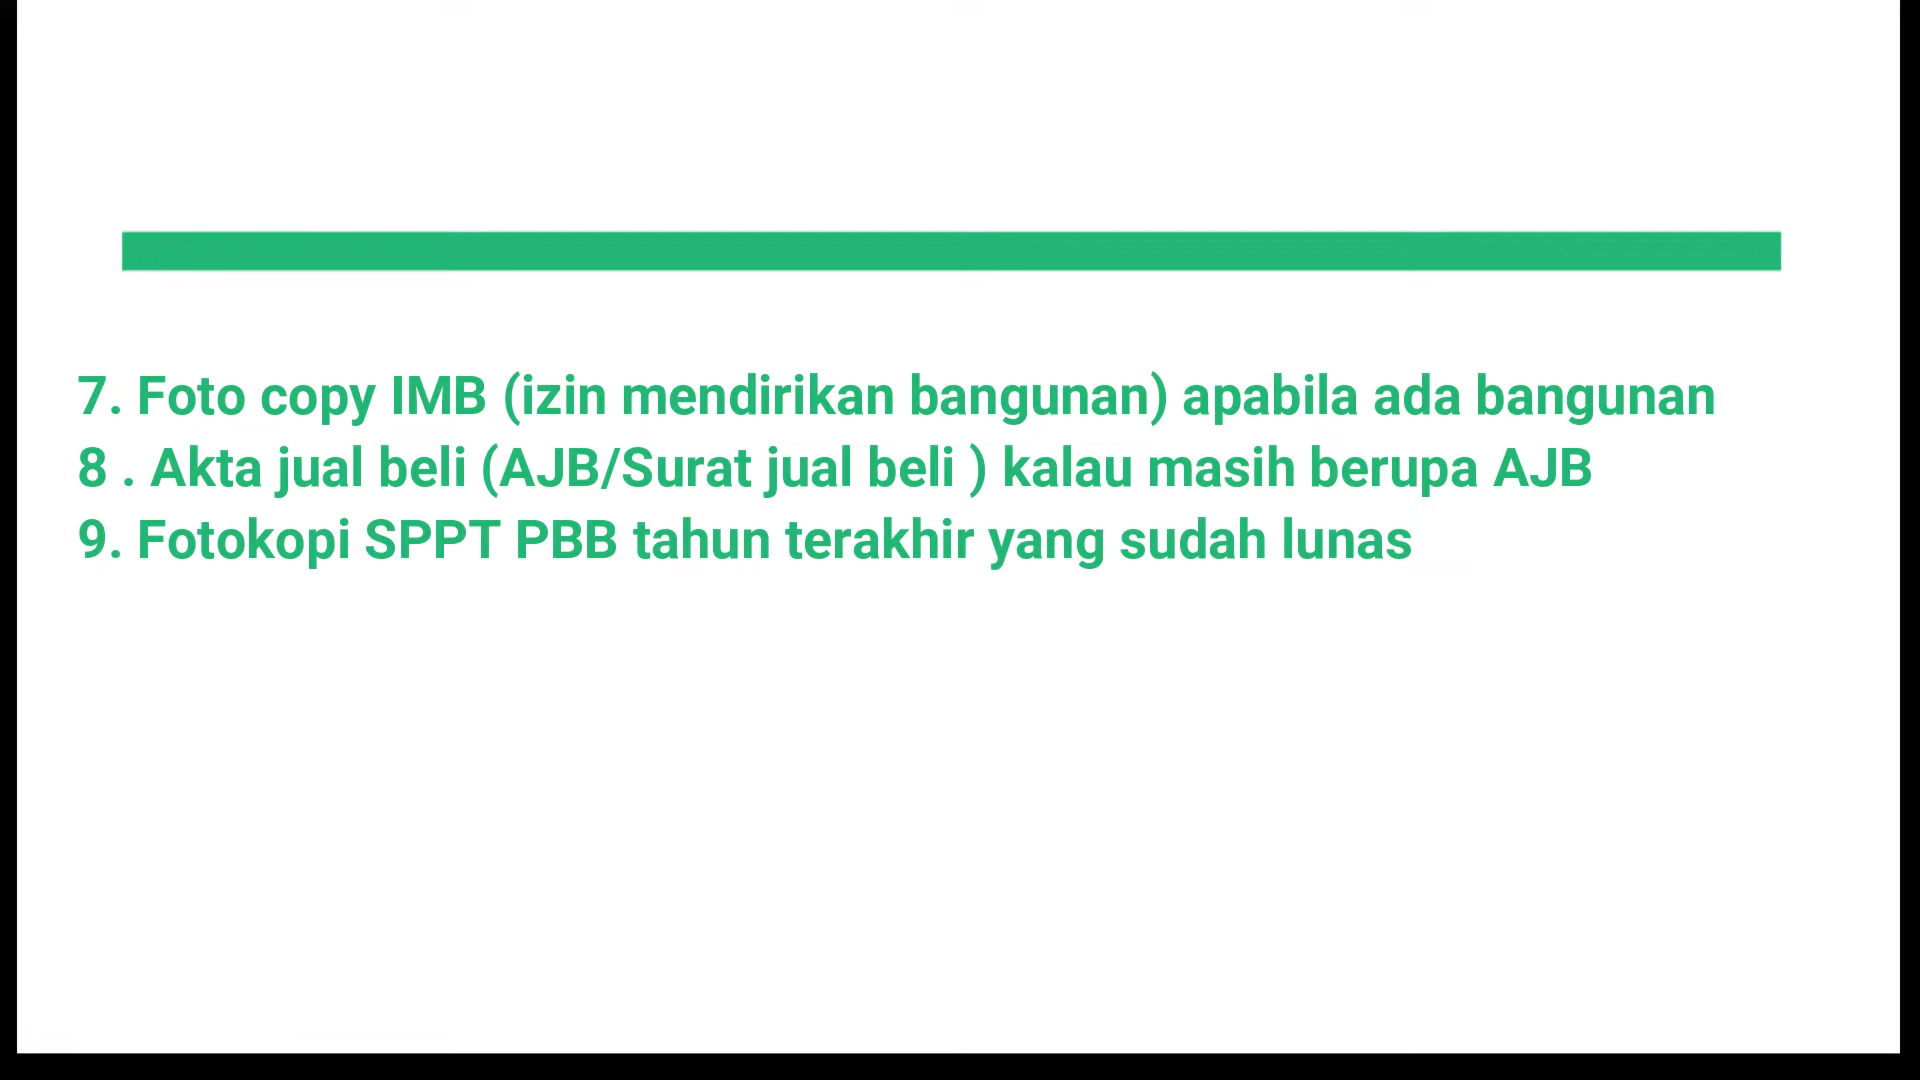 7. Foto copy IMB (izin mendirikan bangunan) apabila ada bangunan
8 . Akta jual beli (AJB/Surat jual beli ) kalau masih berupa AJB
9. Fotokopi SPPT PBB tahun terakhir yang sudah lunas